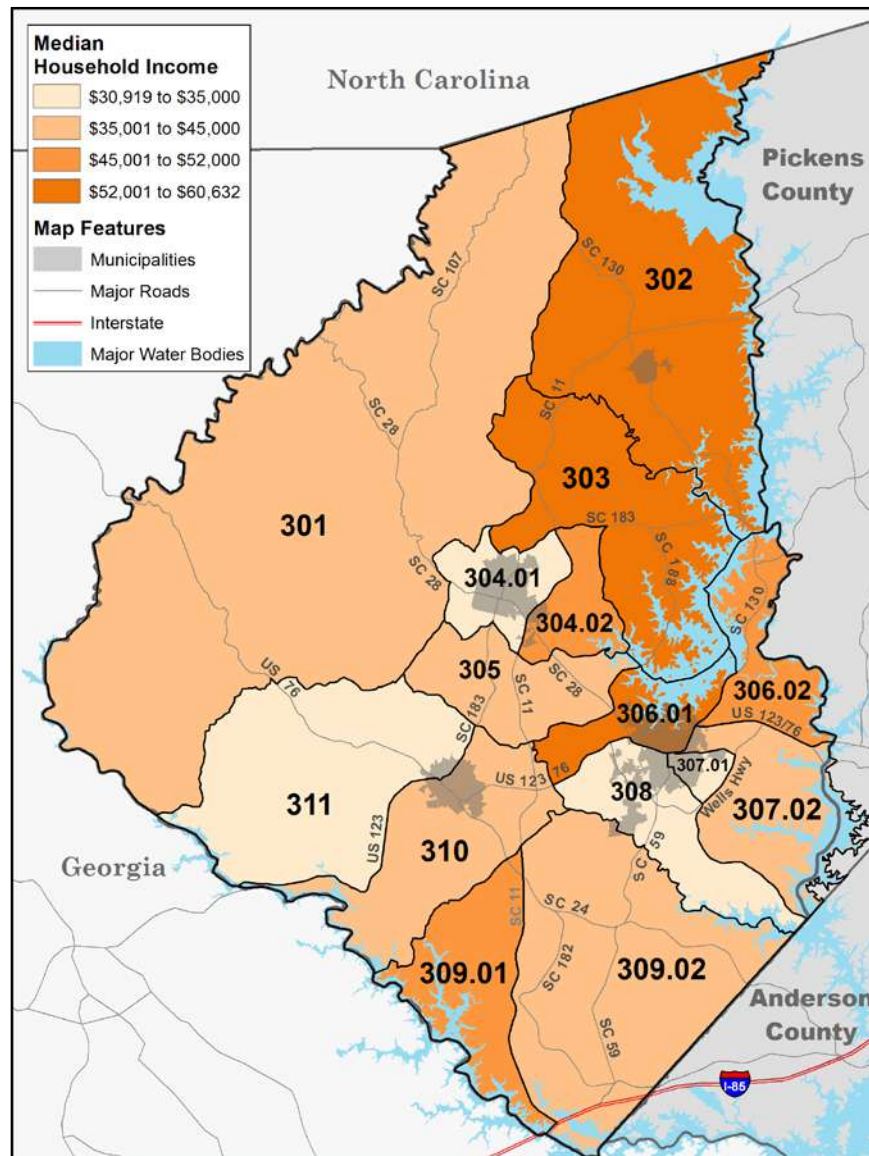 Median
Household Income
$30,919 to $35,000
$35,001 to $45,000
$45,001 to $52,000
$52,001 to $60,632
Map Features
Municipalities
Major Roads
Interstate
Major Water Bodies
North Carolina
Pickens
County
SC 107
SC 130
302
SC 11
SC 28
303
301
SC 183
SC 188
SC 28
304.01
304.02
SC 130
305
SC 28
US 76
SC 11
SC 183
306.01
306.02
US 123/76
US 123 76
307.01
308
Wells Hwy
307.02
311
US 123
310
SC 59
Georgia
SC 11
SC 24
309.01
SC 182
309.02
SC 59
Anderson
County
I-85